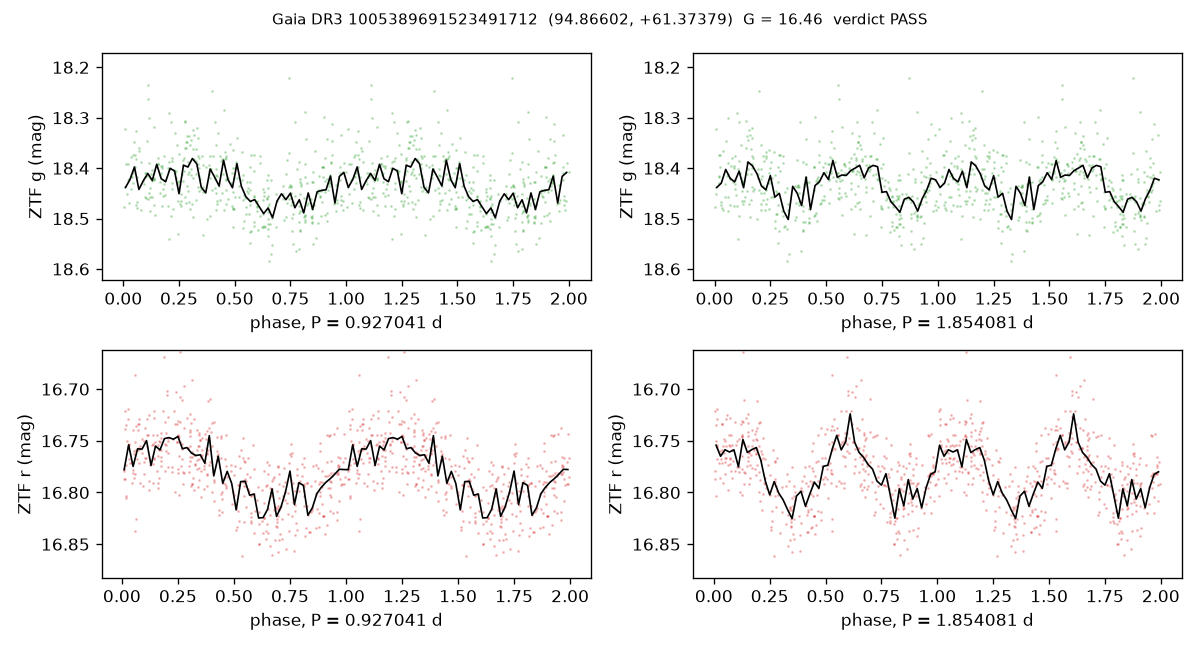 Gaia DR3 1005389691523491712  (94.86602, +61.37379)  G = 16.46  verdict PASS
ZTF g (mag)
18.2
18.3
18.4
18.5
18.6
0.00 0.25 0.50 0.75 1.00 1.25 1.50 1.75 2.00
phase, P = 0.927041 d
ZTF g (mag)
18.2
18.3
18.4
18.5
18.6
0.00 0.25 0.50 0.75 1.00 1.25 1.50 1.75 2.00
phase, P = 1.854081 d
ZTF r (mag)
16.70
16.75
16.80
16.85
0.00 0.25 0.50 0.75 1.00 1.25 1.50 1.75 2.00
phase, P = 0.927041 d
ZTF r (mag)
16.70
16.75
16.80
16.85
0.00 0.25 0.50 0.75 1.00 1.25 1.50 1.75 2.00
phase, P = 1.854081 d